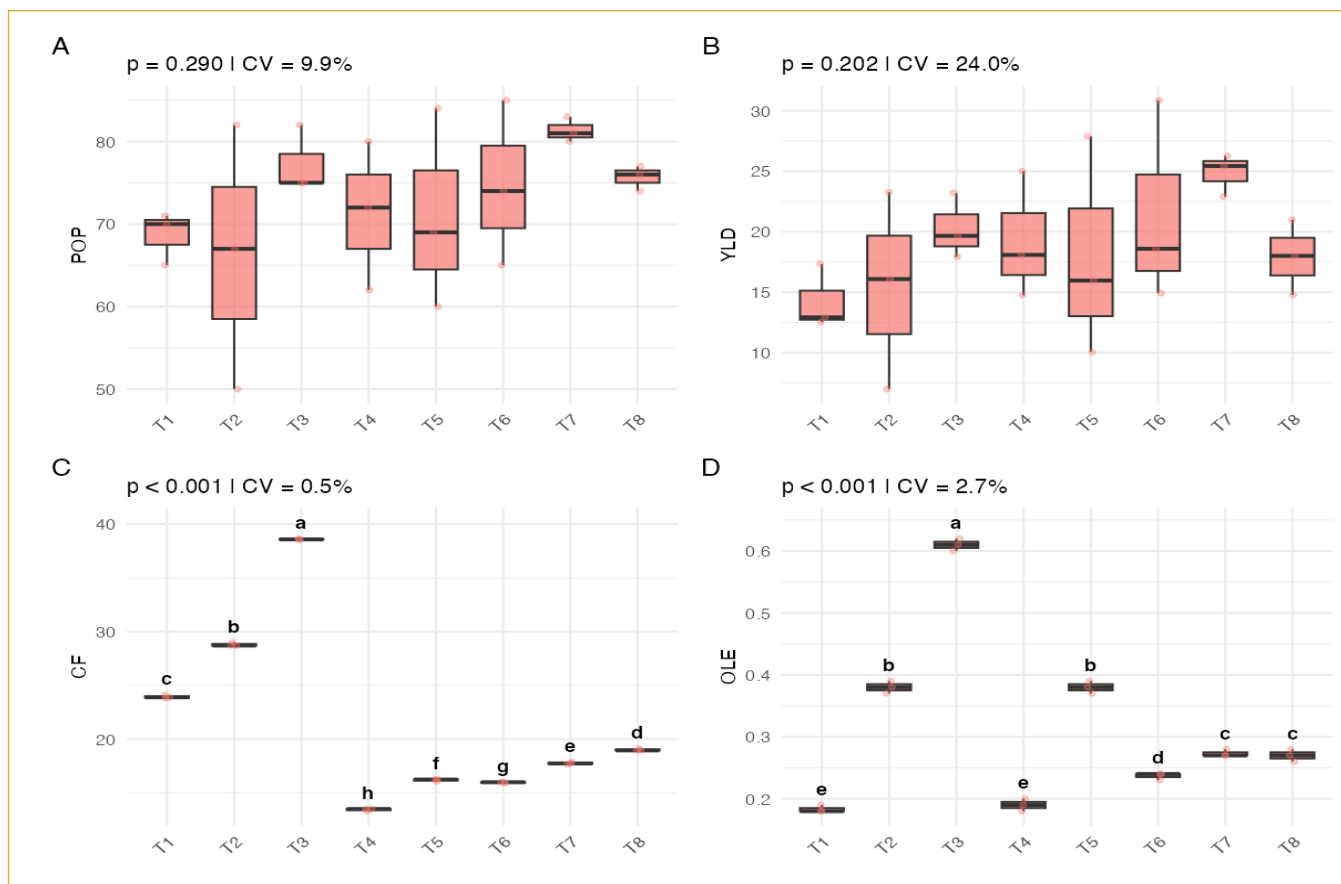 A
p = 0.290 | CV = 9.9%
POP
80
70
60
50
T1 T2 T3 T4 T5 T6 T7 T8
B
p = 0.202 | CV = 24.0%
YLD
30
25
20
15
10
T1 T2 T3 T4 T5 T6 T7 T8
C
p < 0.001 | CV = 0.5%
CF
40
30
20
c b a h f g e d
T1 T2 T3 T4 T5 T6 T7 T8
D
p < 0.001 | CV = 2.7%
OLE
0.6
0.5
0.4
0.3
0.2
e b a e b d c c
T1 T2 T3 T4 T5 T6 T7 T8